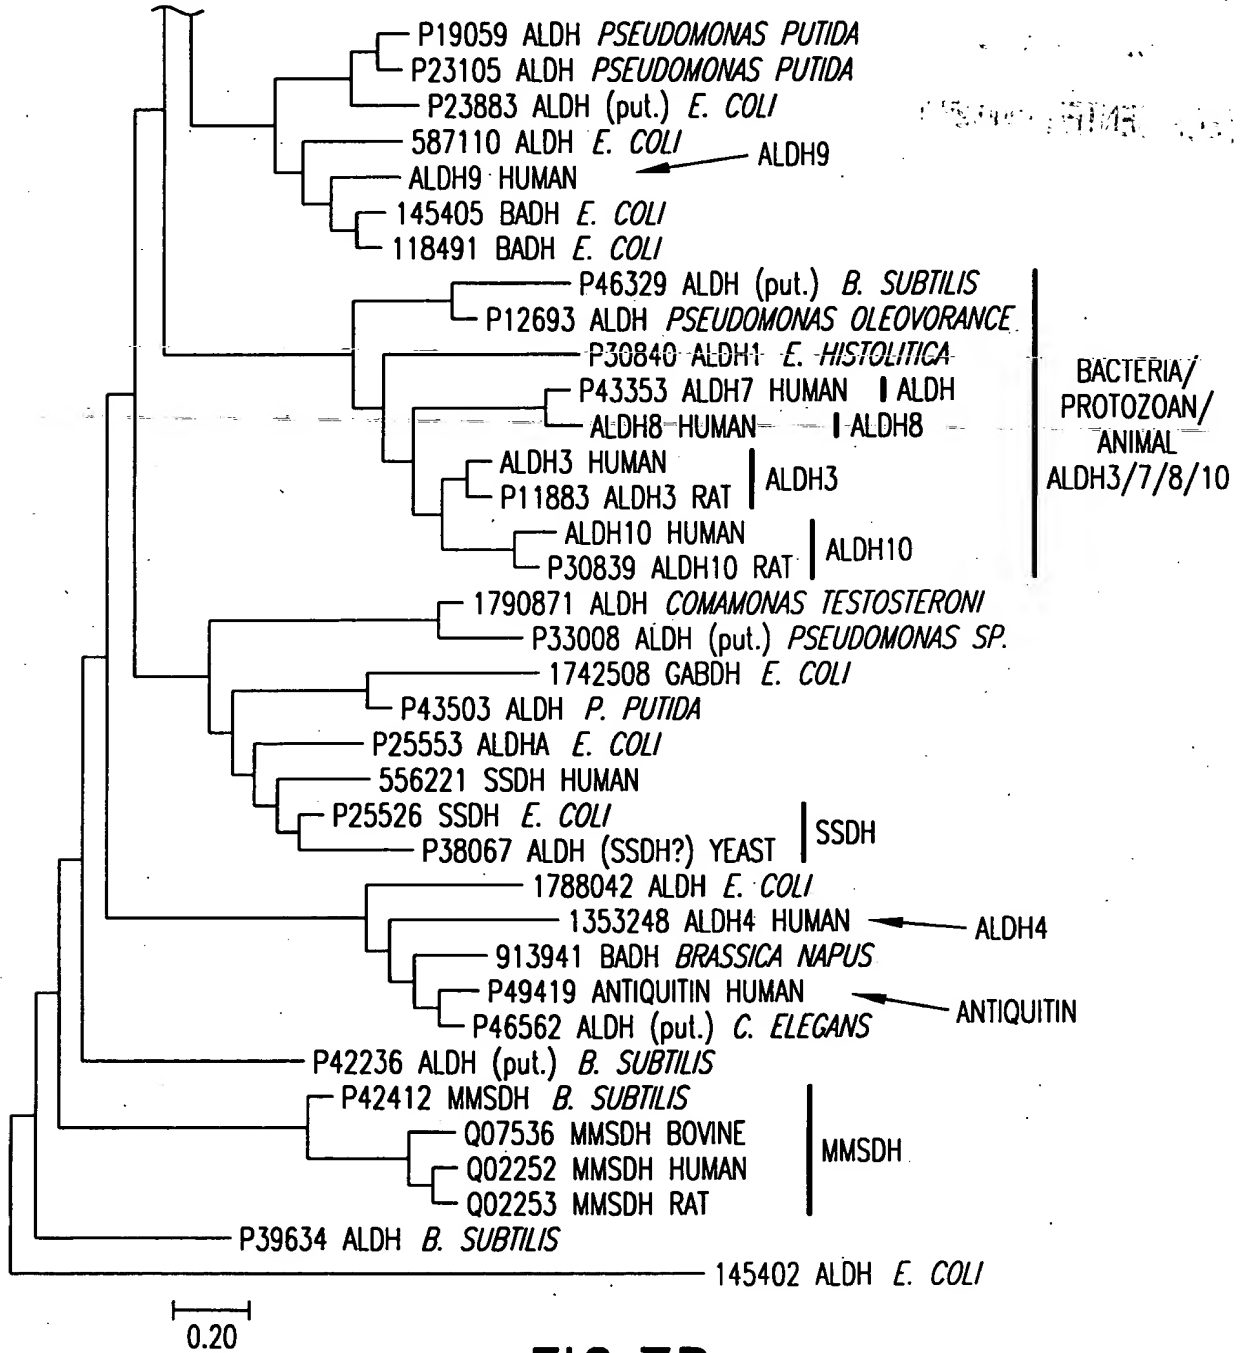 P19059 ALDH PSEUDOMONAS PUTIDA
P23105 ALDH PSEUDOMONAS PUTIDA
P23883 ALDH (put.) E. COLI
587110 ALDH E. COLI
ALDH9
ALDH9 HUMAN
145405 BADH E. COLI
118491 BADH E. COLI
P46329 ALDH (put.) B. SUBTILIS
P12693 ALDH PSEUDOMONAS OLEOVORANCE
P30840 ALDH1 E. HISTOLITICA
P43353 ALDH7 HUMAN ALDH
ALDH8 HUMAN ALDH8
ALDH3 HUMAN
P11883 ALDH3 RAT
ALDH3
ALDH10 HUMAN
P30839 ALDH10 RAT
ALDH10
BACTERIA/
PROTOZOAN/
ANIMAL
ALDH3/7/8/10
1790871 ALDH COMAMONAS TESTOSTERONI
P33008 ALDH (put.) PSEUDOMONAS SP.
1742508 GABDH E. COLI
P43503 ALDH P. PUTIDA
P25553 ALDHA E. COLI
556221 SSDH HUMAN
P25526 SSDH E. COLI
P38067 ALDH (SSDH?) YEAST
SSDH
1788042 ALDH E. COLI
1353248 ALDH4 HUMAN
ALDH4
913941 BADH BRASSICA NAPUS
P49419 ANTIQUITIN HUMAN
ANTIQUITIN
P46562 ALDH (put.) C. ELEGANS
P42236 ALDH (put.) B. SUBTILIS
P42412 MMSDH B. SUBTILIS
Q07536 MMSDH BOVINE
Q02252 MMSDH HUMAN
Q02253 MMSDH RAT
MMSDH
P39634 ALDH B. SUBTILIS
145402 ALDH E. COLI
0.20